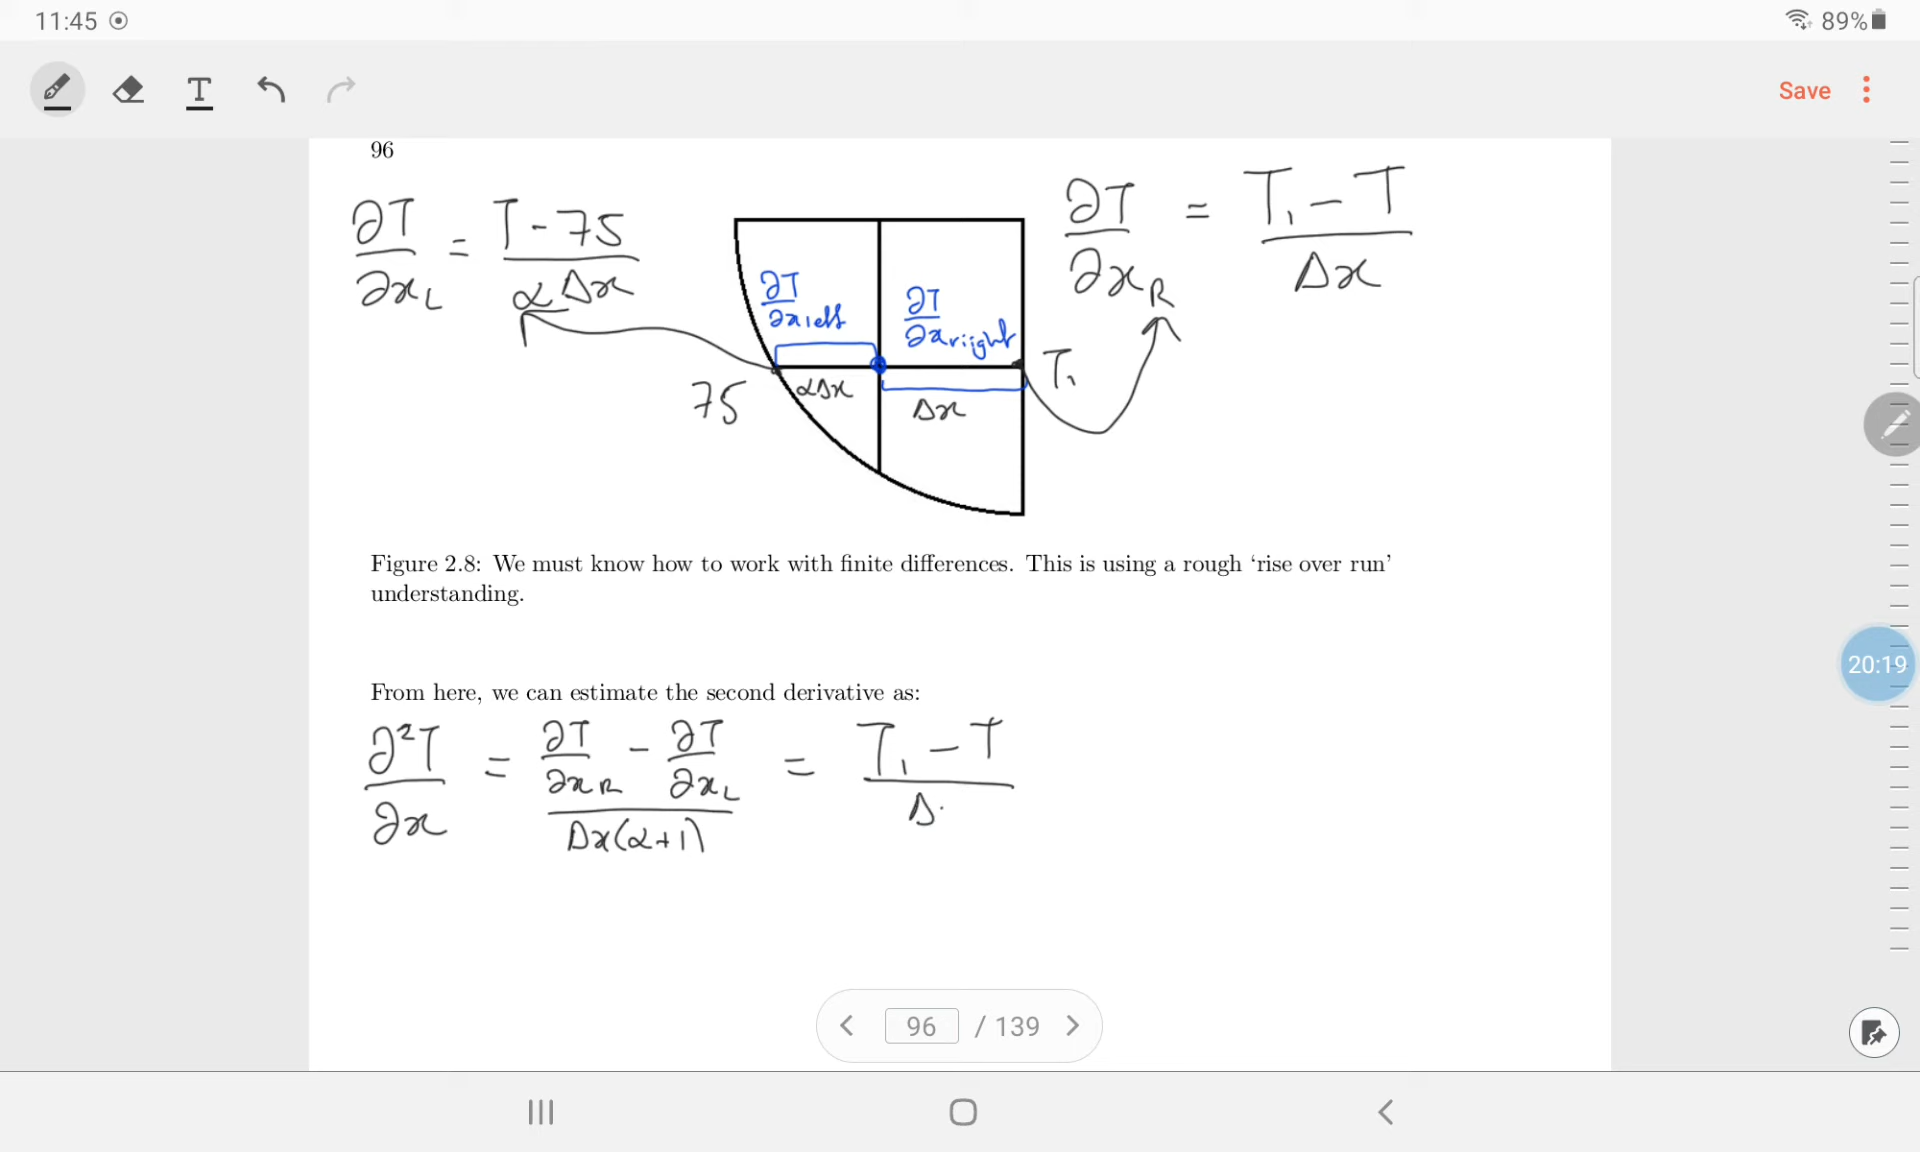 11:45
89%
T
Save
96
∂T/∂x_L = T - 75 / αΔx
∂T/∂x_R = T₁ - T / Δx
∂T/∂x left
∂T/∂x riight
T₁
75
αΔx
Δx
Figure 2.8: We must know how to work with finite differences. This is using a rough ‘rise over run’
understanding.
20:19
From here, we can estimate the second derivative as:
∂²T/∂x = ∂T/∂x_R - ∂T/∂x_L / Δx(α+1) = T₁ - T / Δ
96 / 139